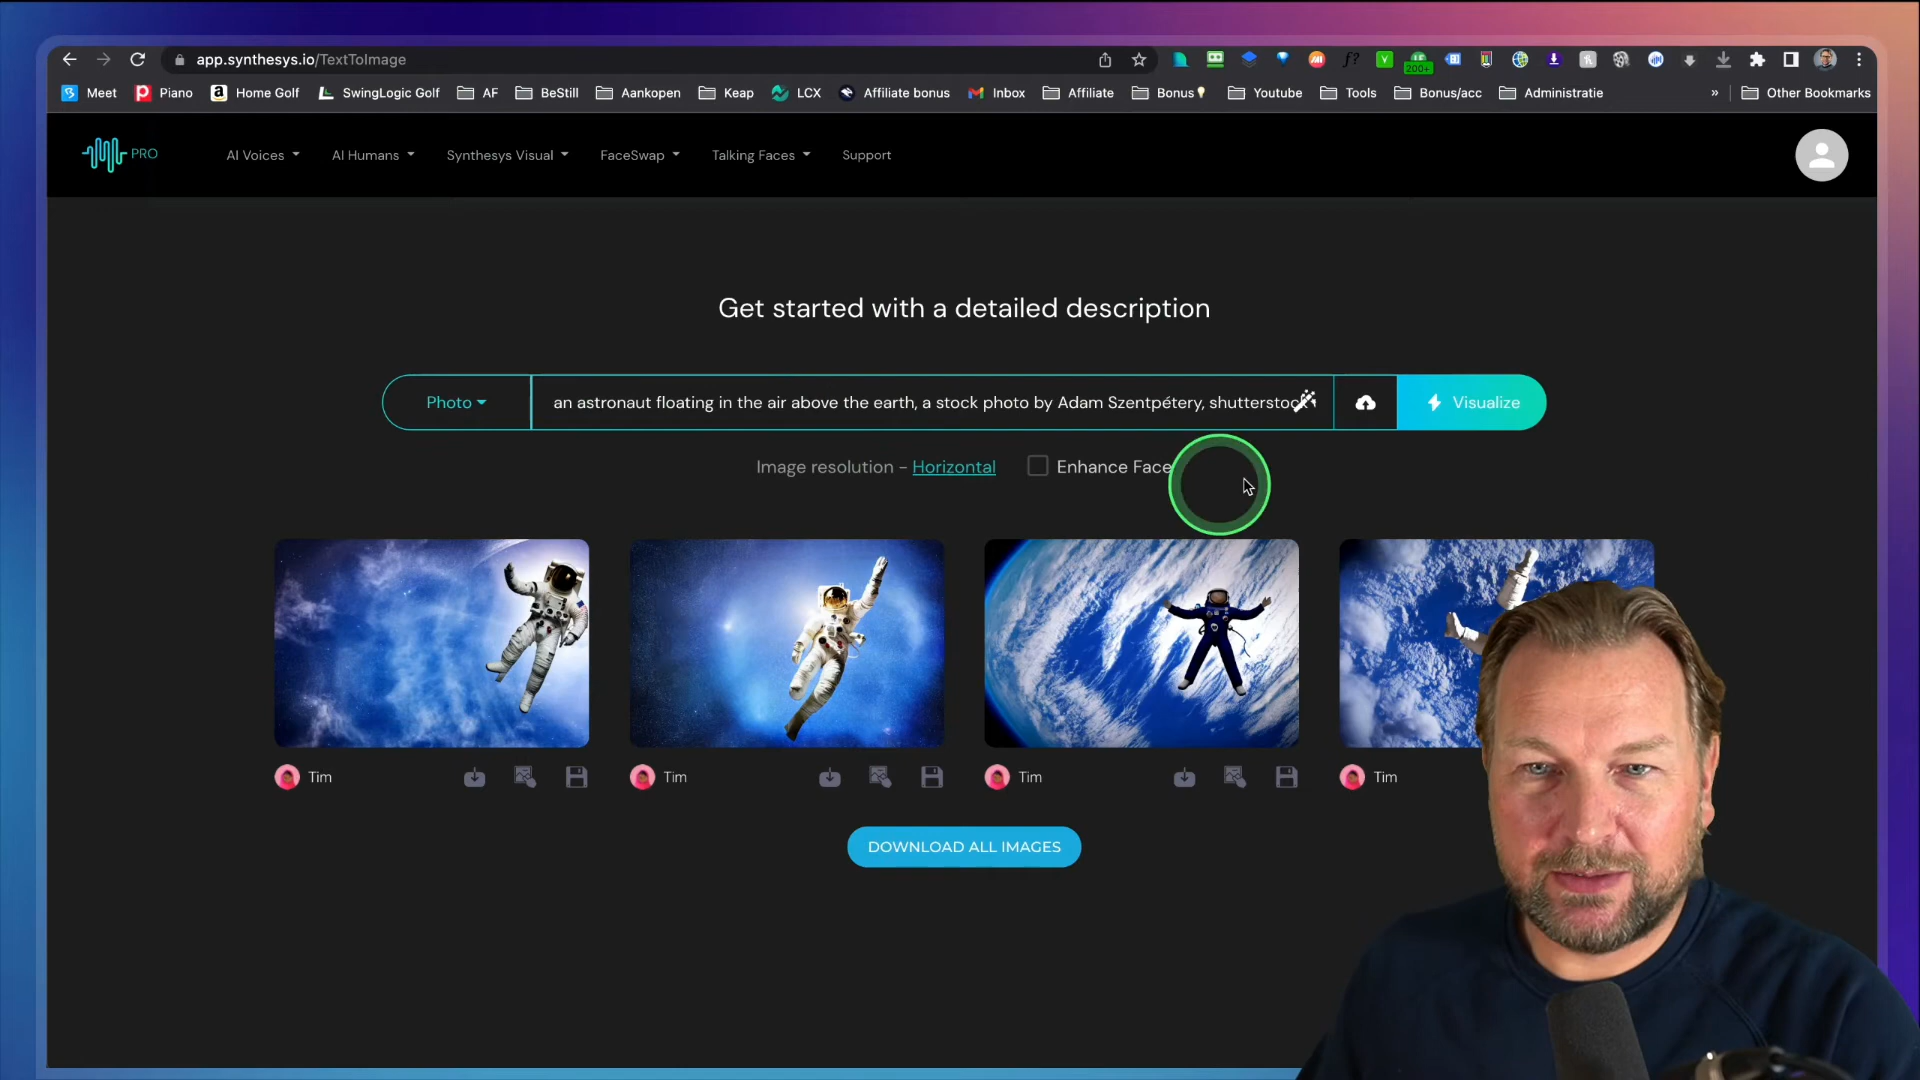 app.synthesys.io/TextToImage
200+
Meet Piano Home Golf SwingLogic Golf AF BeStill Aankopen Keap LCX Affiliate bonus Inbox Affiliate Bonus Youtube Tools Bonus/acc Administratie » Other Bookmarks
PRO AI Voices AI Humans Synthesys Visual FaceSwap Talking Faces Support
Get started with a detailed description
Photo an astronaut floating in the air above the earth, a stock photo by Adam Szentpétery, shutterstock Visualize
Image resolution - Horizontal Enhance Face
Tim Tim Tim Tim
DOWNLOAD ALL IMAGES